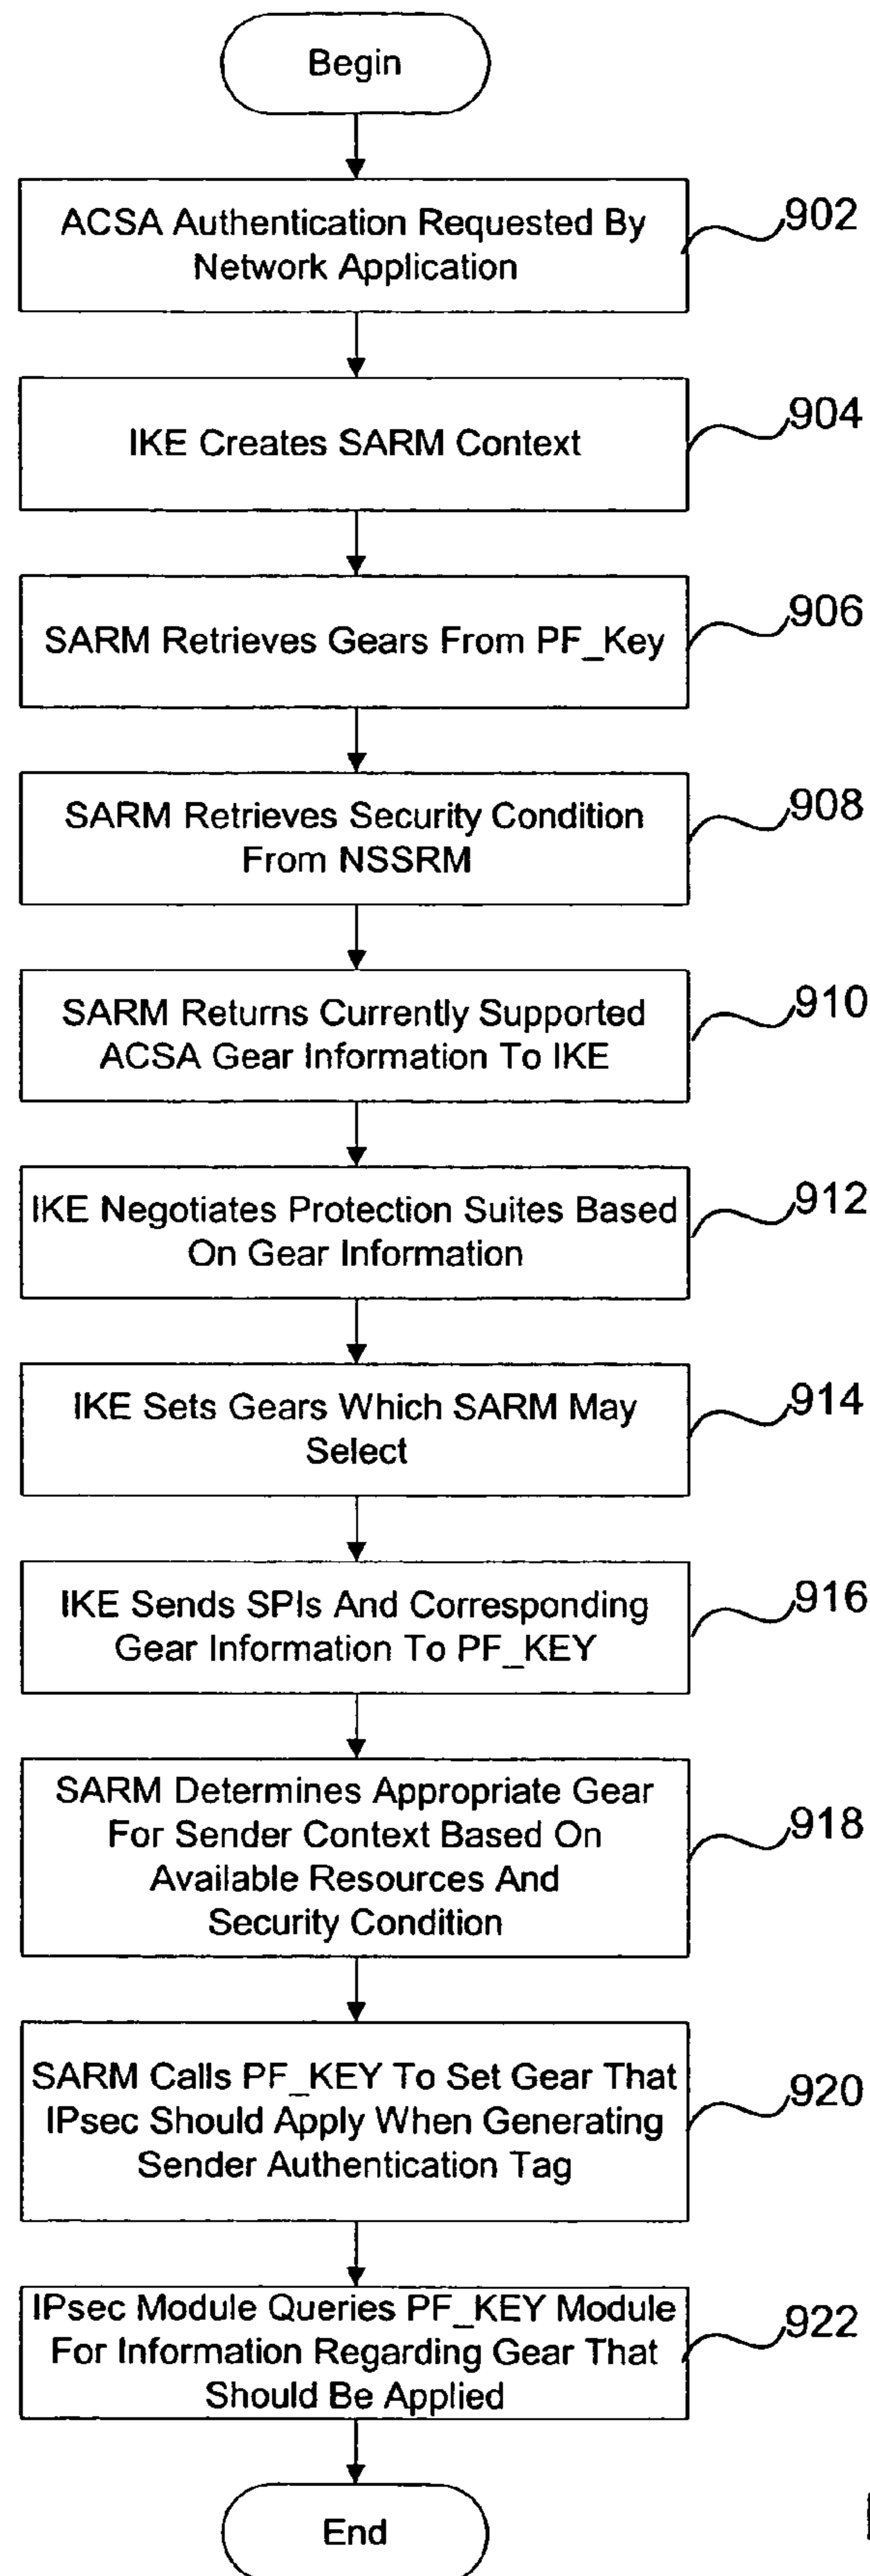 Begin
ACSA Authentication Requested By
Network Application
902
IKE Creates SARM Context
904
SARM Retrieves Gears From PF_Key
906
SARM Retrieves Security Condition
From NSSRM
908
SARM Returns Currently Supported
ACSA Gear Information To IKE
910
IKE Negotiates Protection Suites Based
On Gear Information
912
IKE Sets Gears Which SARM May
Select
914
IKE Sends SPIs And Corresponding
Gear Information To PF_KEY
916
SARM Determines Appropriate Gear
For Sender Context Based On
Available Resources And
Security Condition
918
SARM Calls PF_KEY To Set Gear That
IPsec Should Apply When Generating
Sender Authentication Tag
920
IPsec Module Queries PF_KEY Module
For Information Regarding Gear That
Should Be Applied
922
End